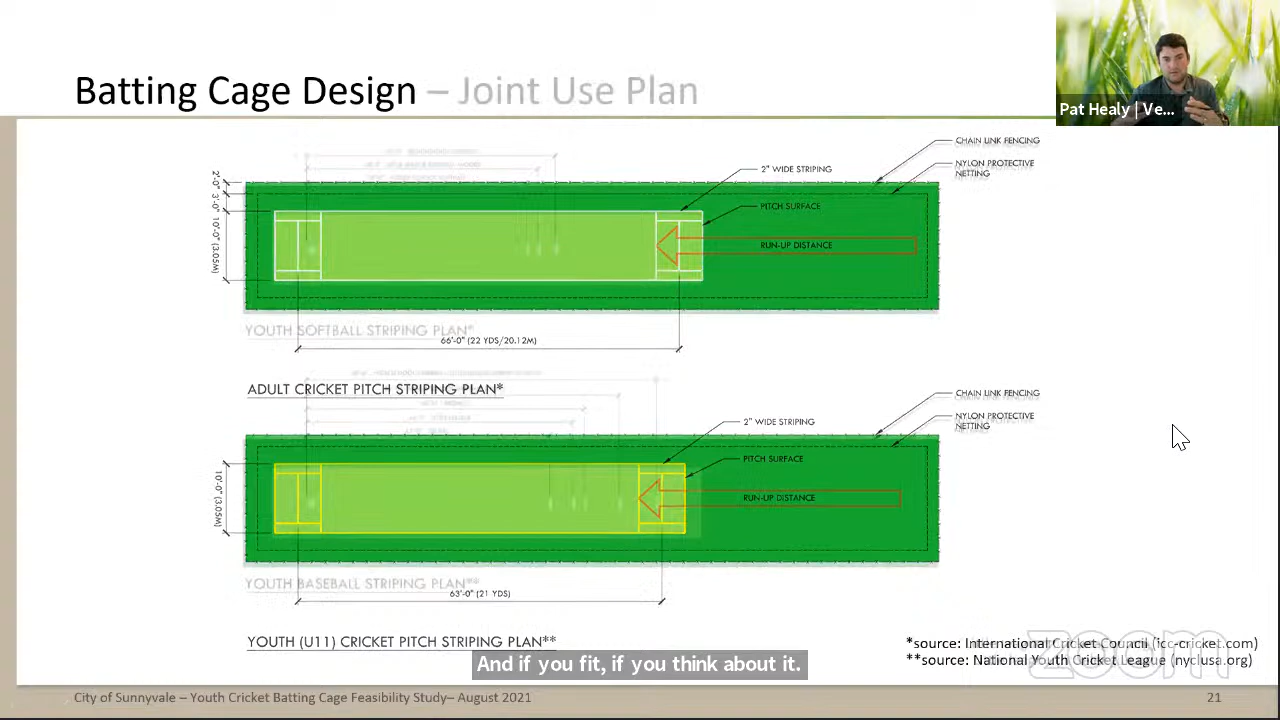 Batting Cage Design – Joint Use Plan
Pat Healy | Ve...
CHAIN LINK FENCING
NYLON PROTECTIVE
NETTING
2" WIDE STRIPING
PITCH SURFACE
RUN-UP DISTANCE
2'-0"
3'-0"
10'-0" (3.05M)
YOUTH SOFTBALL STRIPING PLAN*
66'-0" (22 YDS/20.12M)
ADULT CRICKET PITCH STRIPING PLAN*
CHAIN LINK FENCING
NYLON PROTECTIVE
NETTING
2" WIDE STRIPING
PITCH SURFACE
RUN-UP DISTANCE
10'-0" (3.05M)
YOUTH BASEBALL STRIPING PLAN**
63'-0" (21 YDS)
YOUTH (U11) CRICKET PITCH STRIPING PLAN**
*source: International Cricket Council (icc-cricket.com)
**source: National Youth Cricket League (nyclusa.org)
zoom
And if you fit, if you think about it.
City of Sunnyvale – Youth Cricket Batting Cage Feasibility Study– August 2021
21